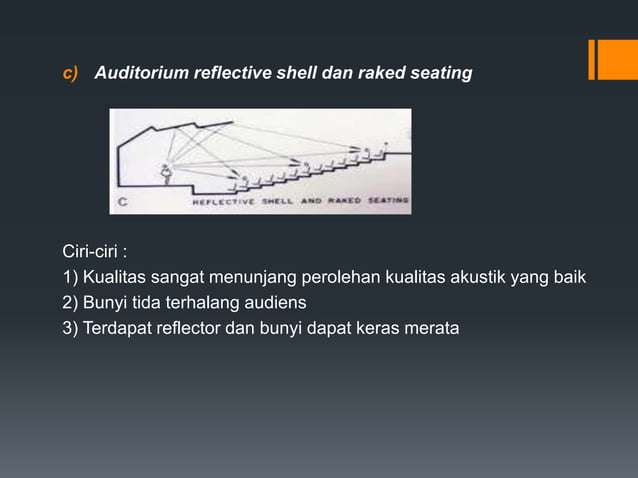 c) Auditorium reflective shell dan raked seating
C REFLECTIVE SHELL AND RAKED SEATING
Ciri-ciri :
1) Kualitas sangat menunjang perolehan kualitas akustik yang baik
2) Bunyi tida terhalang audiens
3) Terdapat reflector dan bunyi dapat keras merata